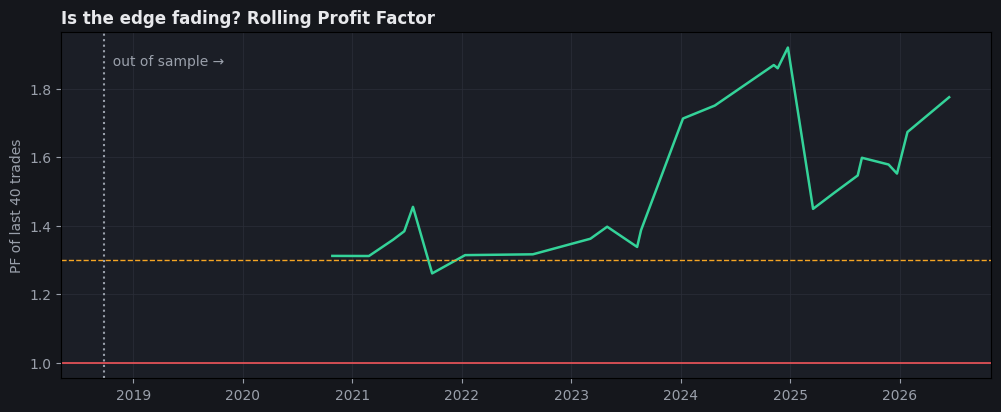 Is the edge fading? Rolling Profit Factor
out of sample →
PF of last 40 trades
1.8
1.6
1.4
1.2
1.0
2019 2020 2021 2022 2023 2024 2025 2026